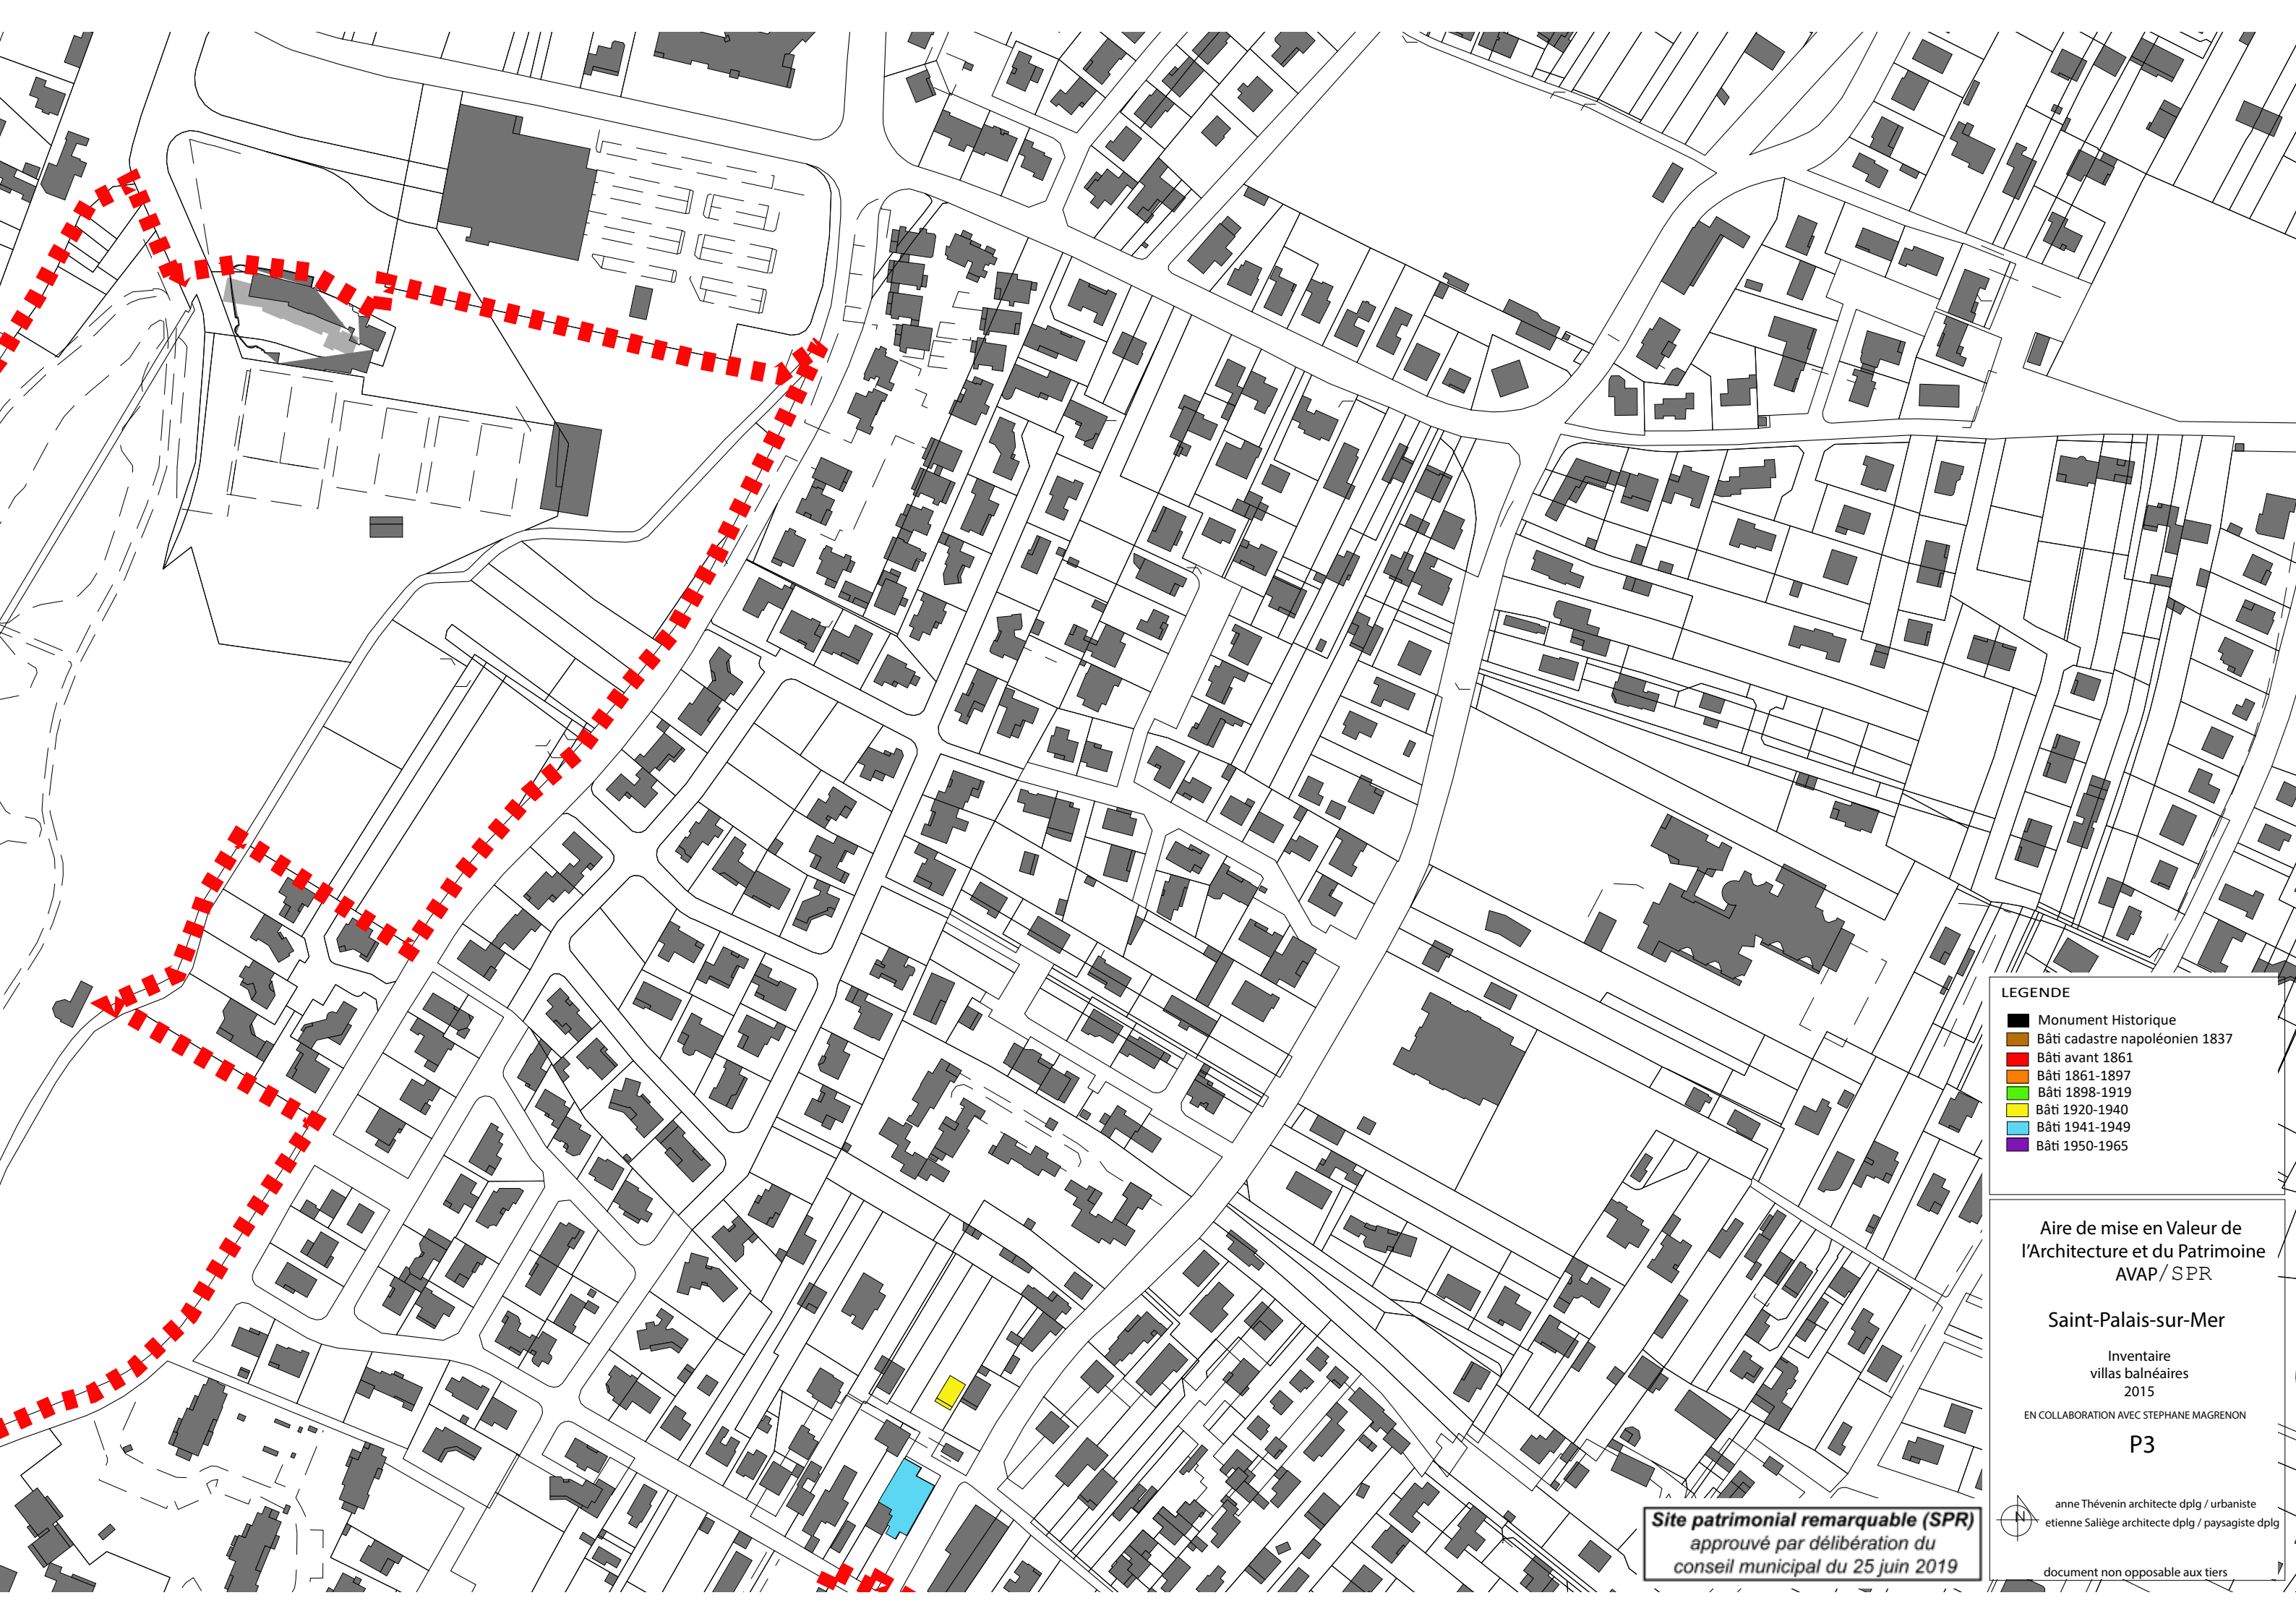 LEGENDE
Monument Historique
Bâti cadastre napoléonien 1837
Bâti avant 1861
Bâti 1861-1897
Bâti 1898-1919
Bâti 1920-1940
Bâti 1941-1949
Bâti 1950-1965
Aire de mise en Valeur de
l'Architecture et du Patrimoine
AVAP/SPR
Saint-Palais-sur-Mer
Inventaire
villas balnéaires
2015
EN COLLABORATION AVEC STEPHANE MAGRENON
P3
N
anne Thévenin architecte dplg / urbaniste
etienne Saliège architecte dplg / paysagiste dplg
document non opposable aux tiers
Site patrimonial remarquable (SPR)
approuvé par délibération du
conseil municipal du 25 juin 2019